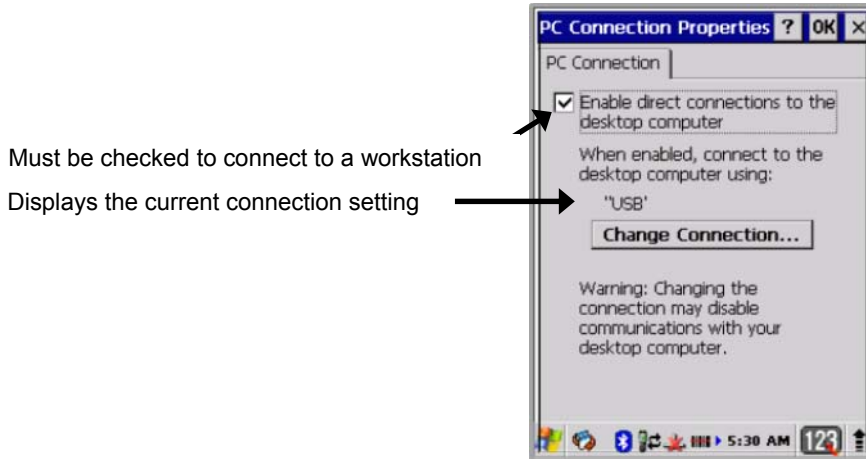 PC Connection Properties ? OK ×
PC Connection
Enable direct connections to the
desktop computer
Must be checked to connect to a workstation
When enabled, connect to the
desktop computer using:
Displays the current connection setting
"USB'
Change Connection...
Warning: Changing the
connection may disable
communications with your
desktop computer.
5:30 AM 123